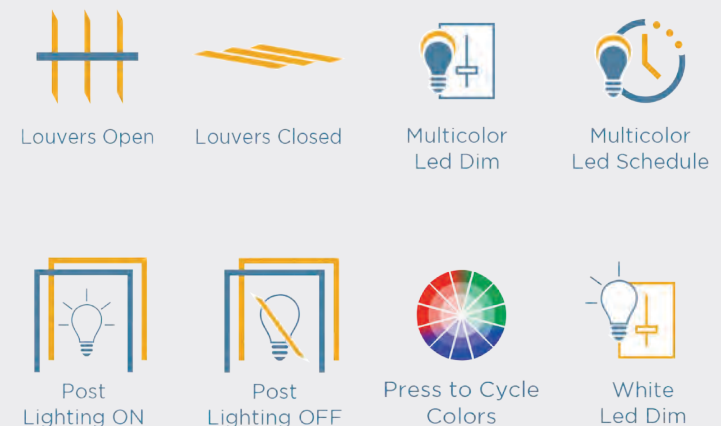 Louvers Open
Louvers Closed
Multicolor
Led Dim
Multicolor
Led Schedule
Post
Lighting ON
Post
Lighting OFF
Press to Cycle
Colors
White
Led Dim